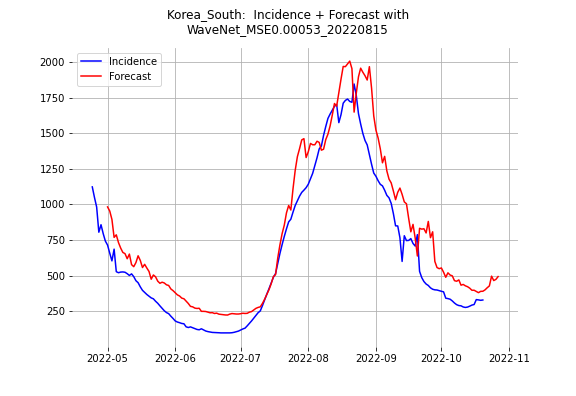 Korea_South:  Incidence + Forecast with
WaveNet_MSE0.00053_20220815
Incidence
Forecast
2000
1750
1500
1250
1000
750
500
250
2022-05 2022-06 2022-07 2022-08 2022-09 2022-10 2022-11